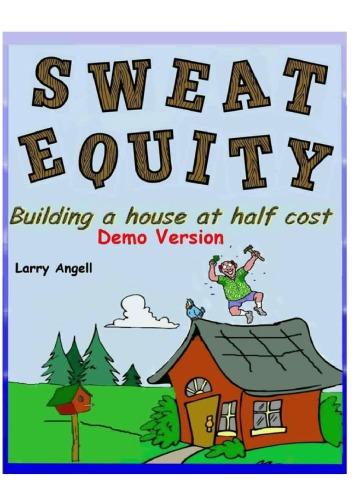 SWEAT
EQUITY
Building a house at half cost
Demo Version
Larry Angell